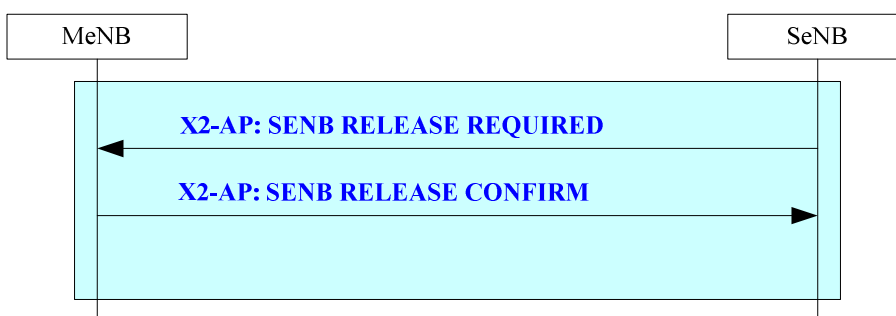 MeNB
SeNB
X2-AP: SENB RELEASE REQUIRED
X2-AP: SENB RELEASE CONFIRM